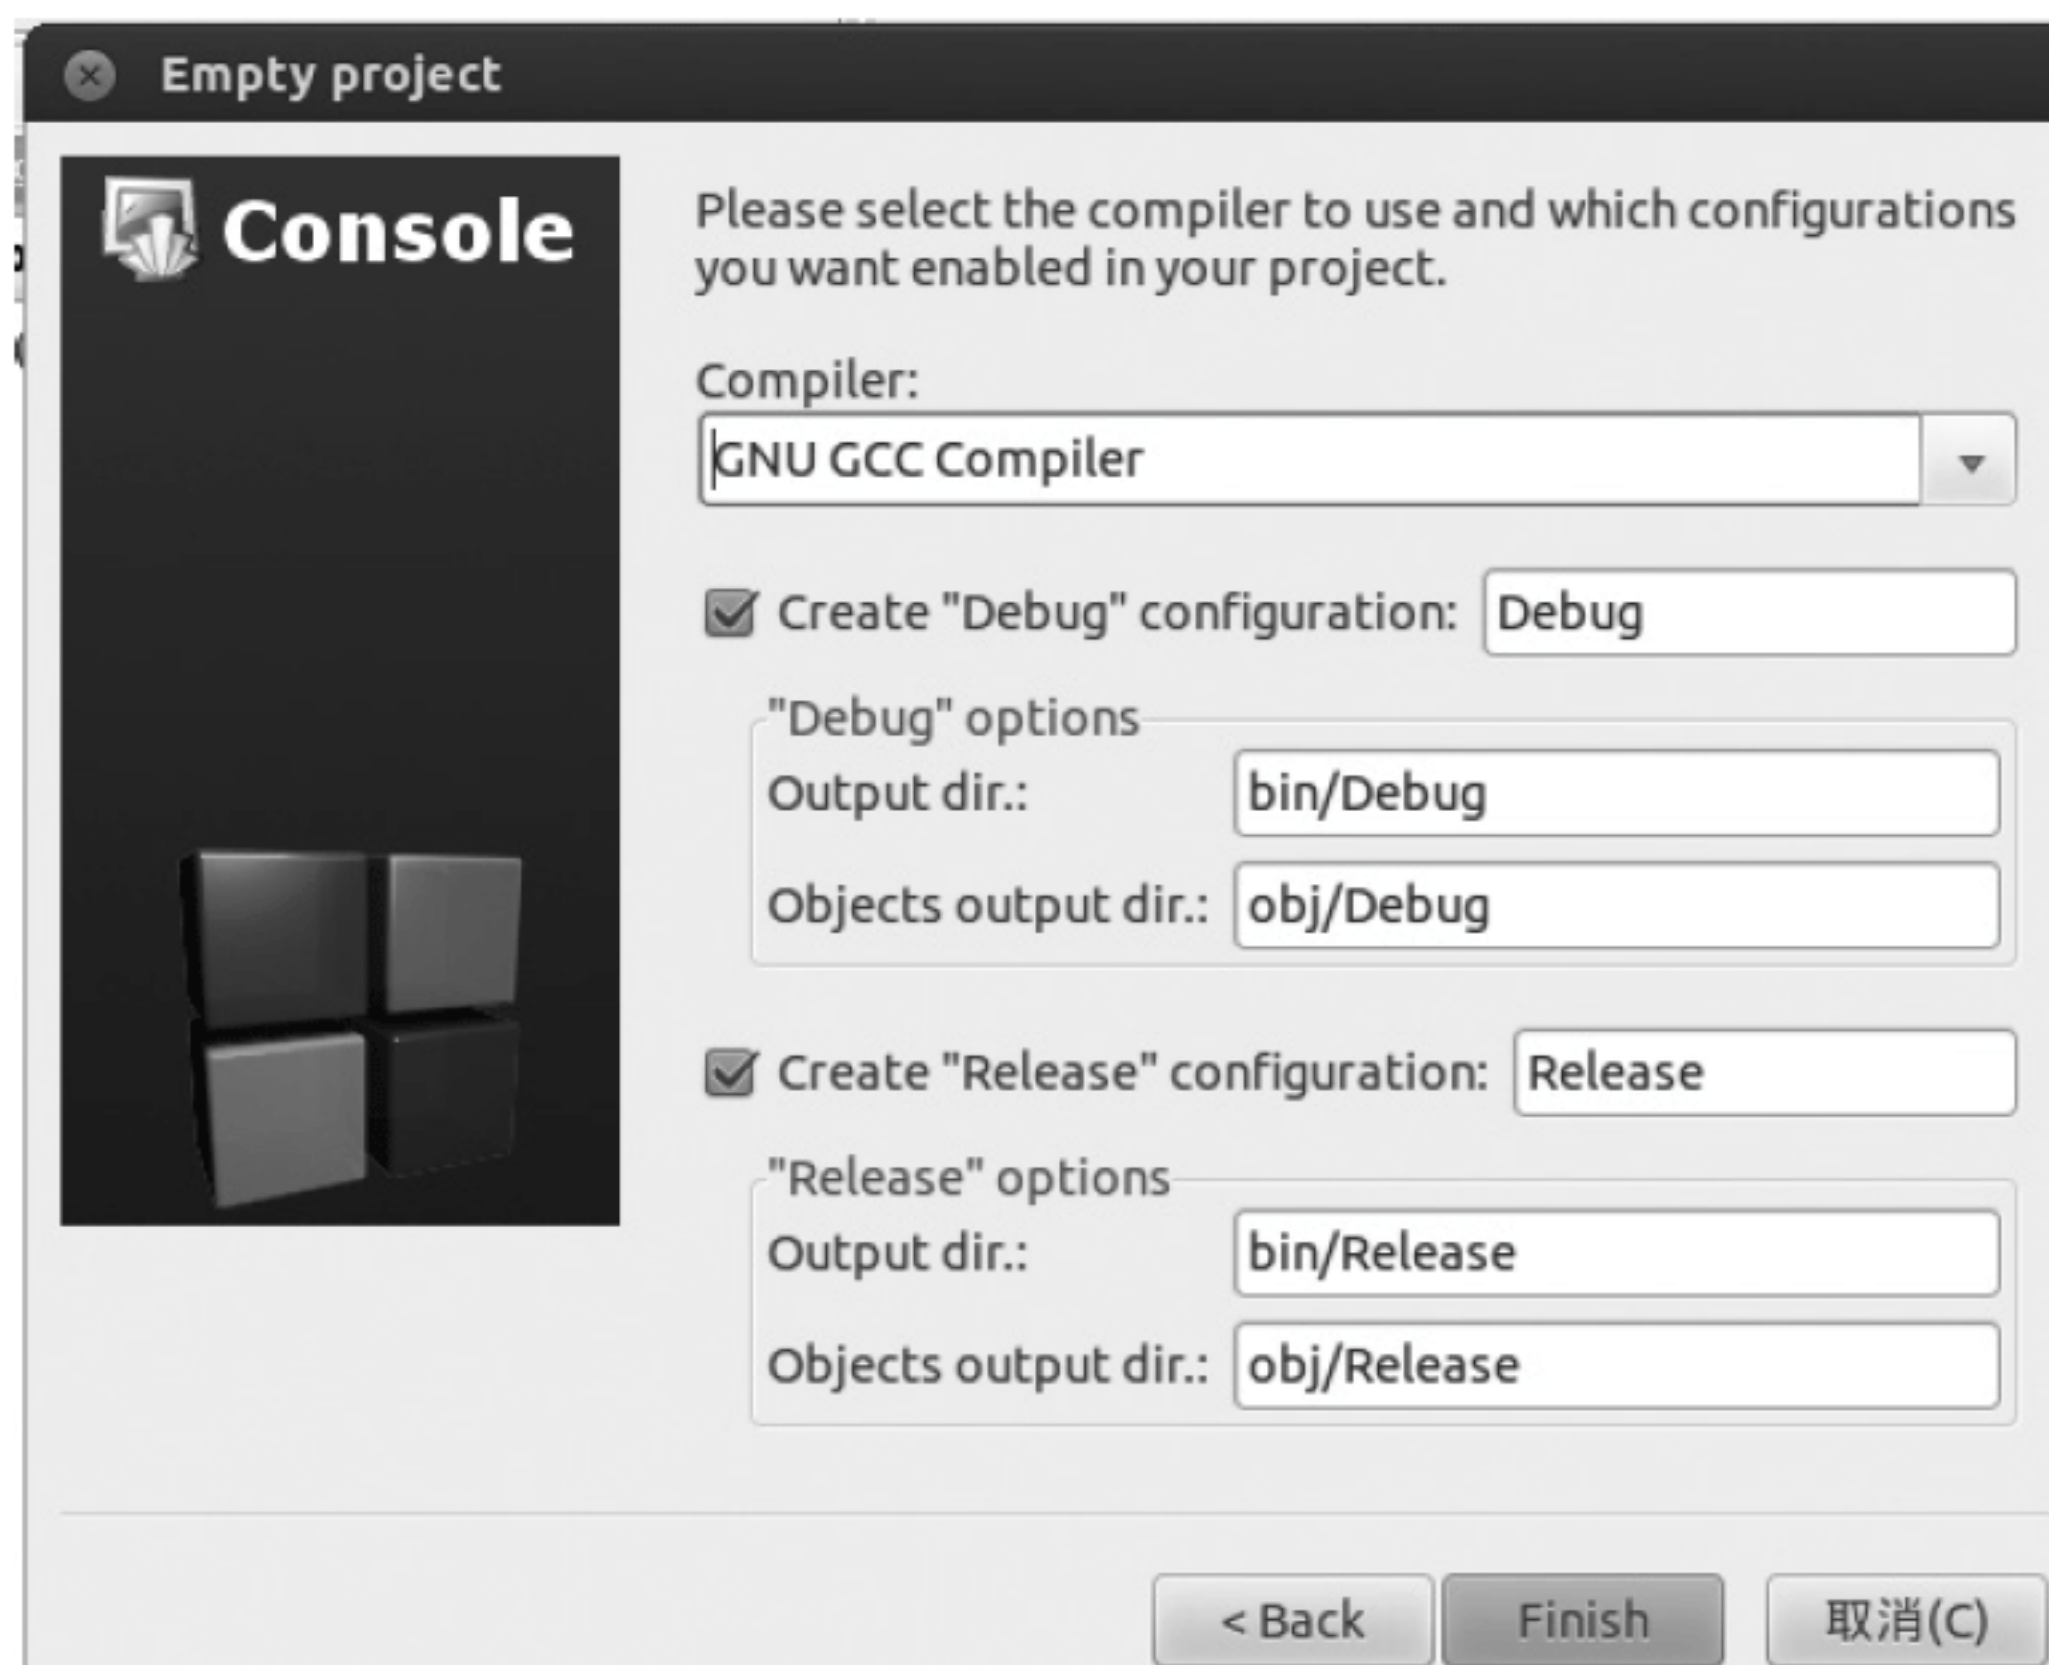 Empty project
Console
Please select the compiler to use and which configurations
you want enabled in your project.
Compiler:
GNU GCC Compiler
Create "Debug" configuration: Debug
"Debug" options
Output dir.: bin/Debug
Objects output dir.: obj/Debug
Create "Release" configuration: Release
"Release" options
Output dir.: bin/Release
Objects output dir.: obj/Release
< Back Finish 取消(C)